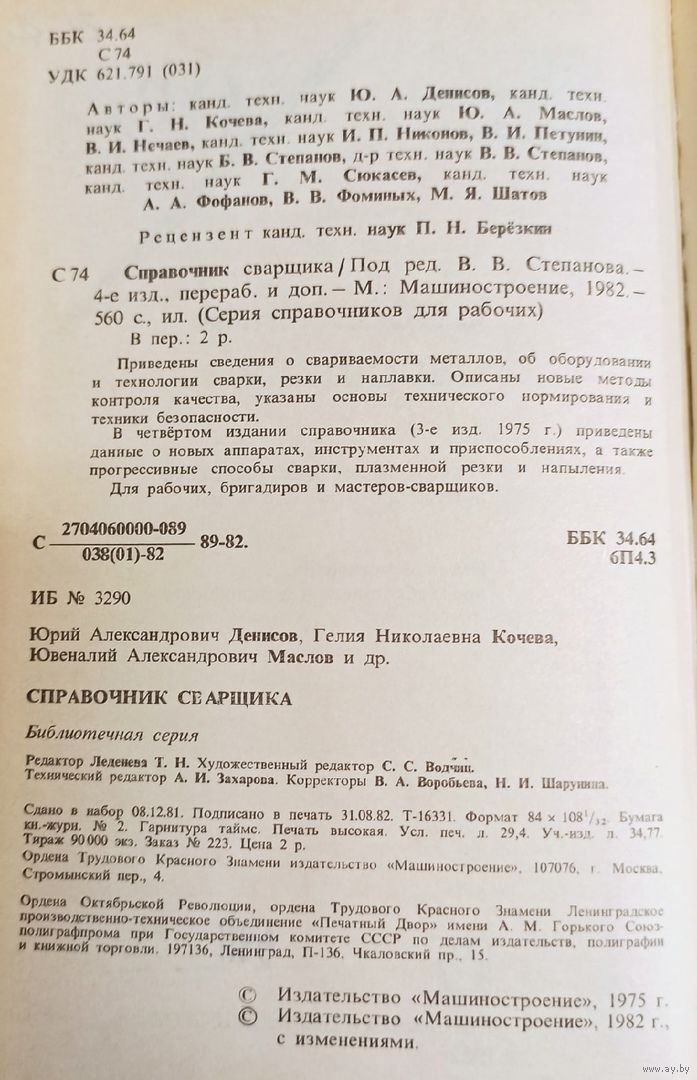 ББК 34.64
С 74
УДК 621.791 (031)
Авторы: канд. техн. наук Ю. А. Денисов, канд. техн.
наук Г. Н. Кочева, канд. техн. наук Ю. А. Маслов,
В. И. Нечаев, канд. техн. наук И. П. Никонов, В. И. Петунин,
канд. техн. наук Б. В. Степанов, д-р техн. наук В. В. Степанов,
канд. техн. наук Г. М. Сюкасев, канд. техн. наук
А. А. Фофанов, В. В. Фоминых, М. Я. Шатов
Рецензент канд. техн. наук П. Н. Берёзкин
С 74 Справочник сварщика/Под ред. В. В. Степанова.—
4-е изд., перераб. и доп.— М.: Машиностроение, 1982.—
560 с., ил. (Серия справочников для рабочих)
В пер.: 2 р.
Приведены сведения о свариваемости металлов, об оборудовании
и технологии сварки, резки и наплавки. Описаны новые методы
контроля качества, указаны основы технического нормирования и
техники безопасности.
В четвёртом издании справочника (3-е изд. 1975 г.) приведены
данные о новых аппаратах, инструментах и приспособлениях, а также
прогрессивные способы сварки, плазменной резки и напыления.
Для рабочих, бригадиров и мастеров-сварщиков.
С 2704060000-089
038(01)-82 89-82.
ББК 34.64
6П4.3
ИБ № 3290
Юрий Александрович Денисов, Гелия Николаевна Кочева,
Ювеналий Александрович Маслов и др.
СПРАВОЧНИК СВАРЩИКА
Библиотечная серия
Редактор Леденева Т. Н. Художественный редактор С. С. Водчиц.
Технический редактор А. И. Захарова. Корректоры В. А. Воробьева, Н. И. Шарунина.
Сдано в набор 08.12.81. Подписано в печать 31.08.82. Т-16331. Формат 84 × 108¹/₃₂. Бумага
кн.-журн. № 2. Гарнитура таймс. Печать высокая. Усл. печ. л. 29,4. Уч.-изд. л. 34,77.
Тираж 90 000 экз. Заказ № 223. Цена 2 р.
Ордена Трудового Красного Знамени издательство «Машиностроение», 107076, г. Москва,
Стромынский пер., 4.
Ордена Октябрьской Революции, ордена Трудового Красного Знамени Ленинградское
производственно-техническое объединение «Печатный Двор» имени А. М. Горького Союз-
полиграфпрома при Государственном комитете СССР по делам издательств, полиграфии
и книжной торговли. 197136, Ленинград, П-136, Чкаловский пр., 15.
© Издательство «Машиностроение», 1975 г.
© Издательство «Машиностроение», 1982 г.,
с изменениями.
www.ay.by